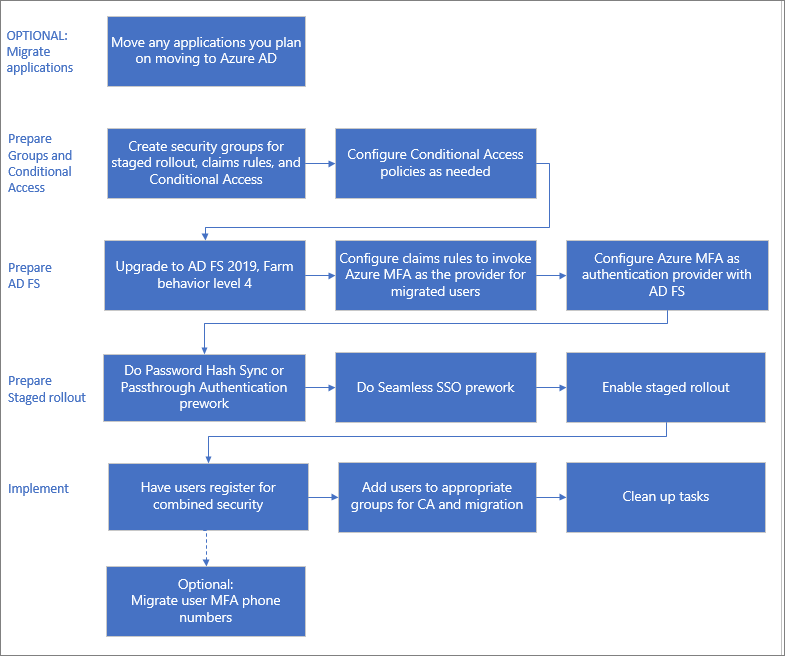 OPTIONAL:
Migrate
applications
Move any applications you plan
on moving to Azure AD
Prepare
Groups and
Conditional
Access
Create security groups for
staged rollout, claims rules, and
Conditional Access
Configure Conditional Access
policies as needed
Prepare
AD FS
Upgrade to AD FS 2019, Farm
behavior level 4
Configure claims rules to invoke
Azure MFA as the provider for
migrated users
Configure Azure MFA as
authentication provider with
AD FS
Prepare
Staged rollout
Do Password Hash Sync or
Passthrough Authentication
prework
Do Seamless SSO prework
Enable staged rollout
Implement
Have users register for
combined security
Add users to appropriate
groups for CA and migration
Clean up tasks
Optional:
Migrate user MFA phone
numbers